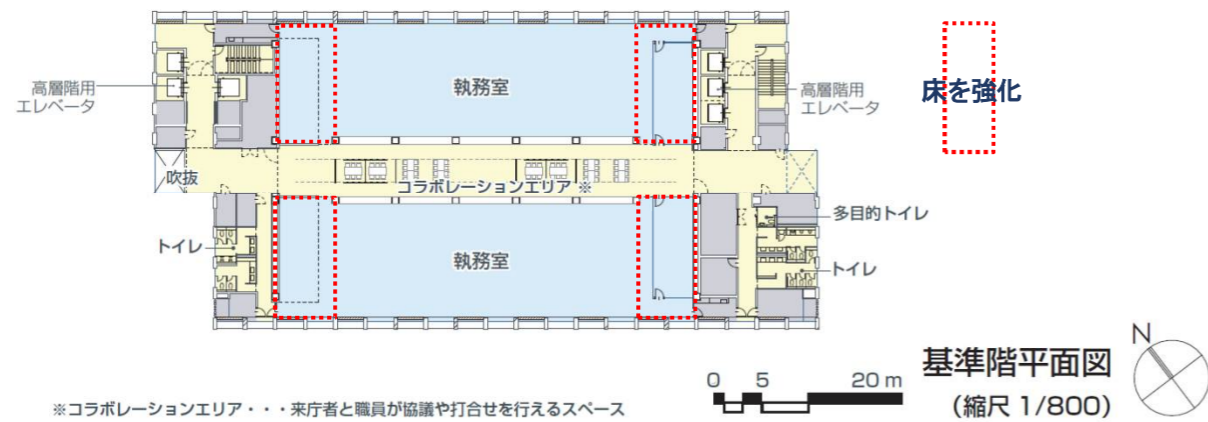 執務室
高層階用
エレベータ
高層階用
エレベータ
床を強化
吹抜
コラボレーションエリア ※
多目的トイレ
トイレ
執務室
トイレ
N
0 5 20 m
基準階平面図
(縮尺 1/800)
※コラボレーションエリア・・・来庁者と職員が協議や打合せを行えるスペース